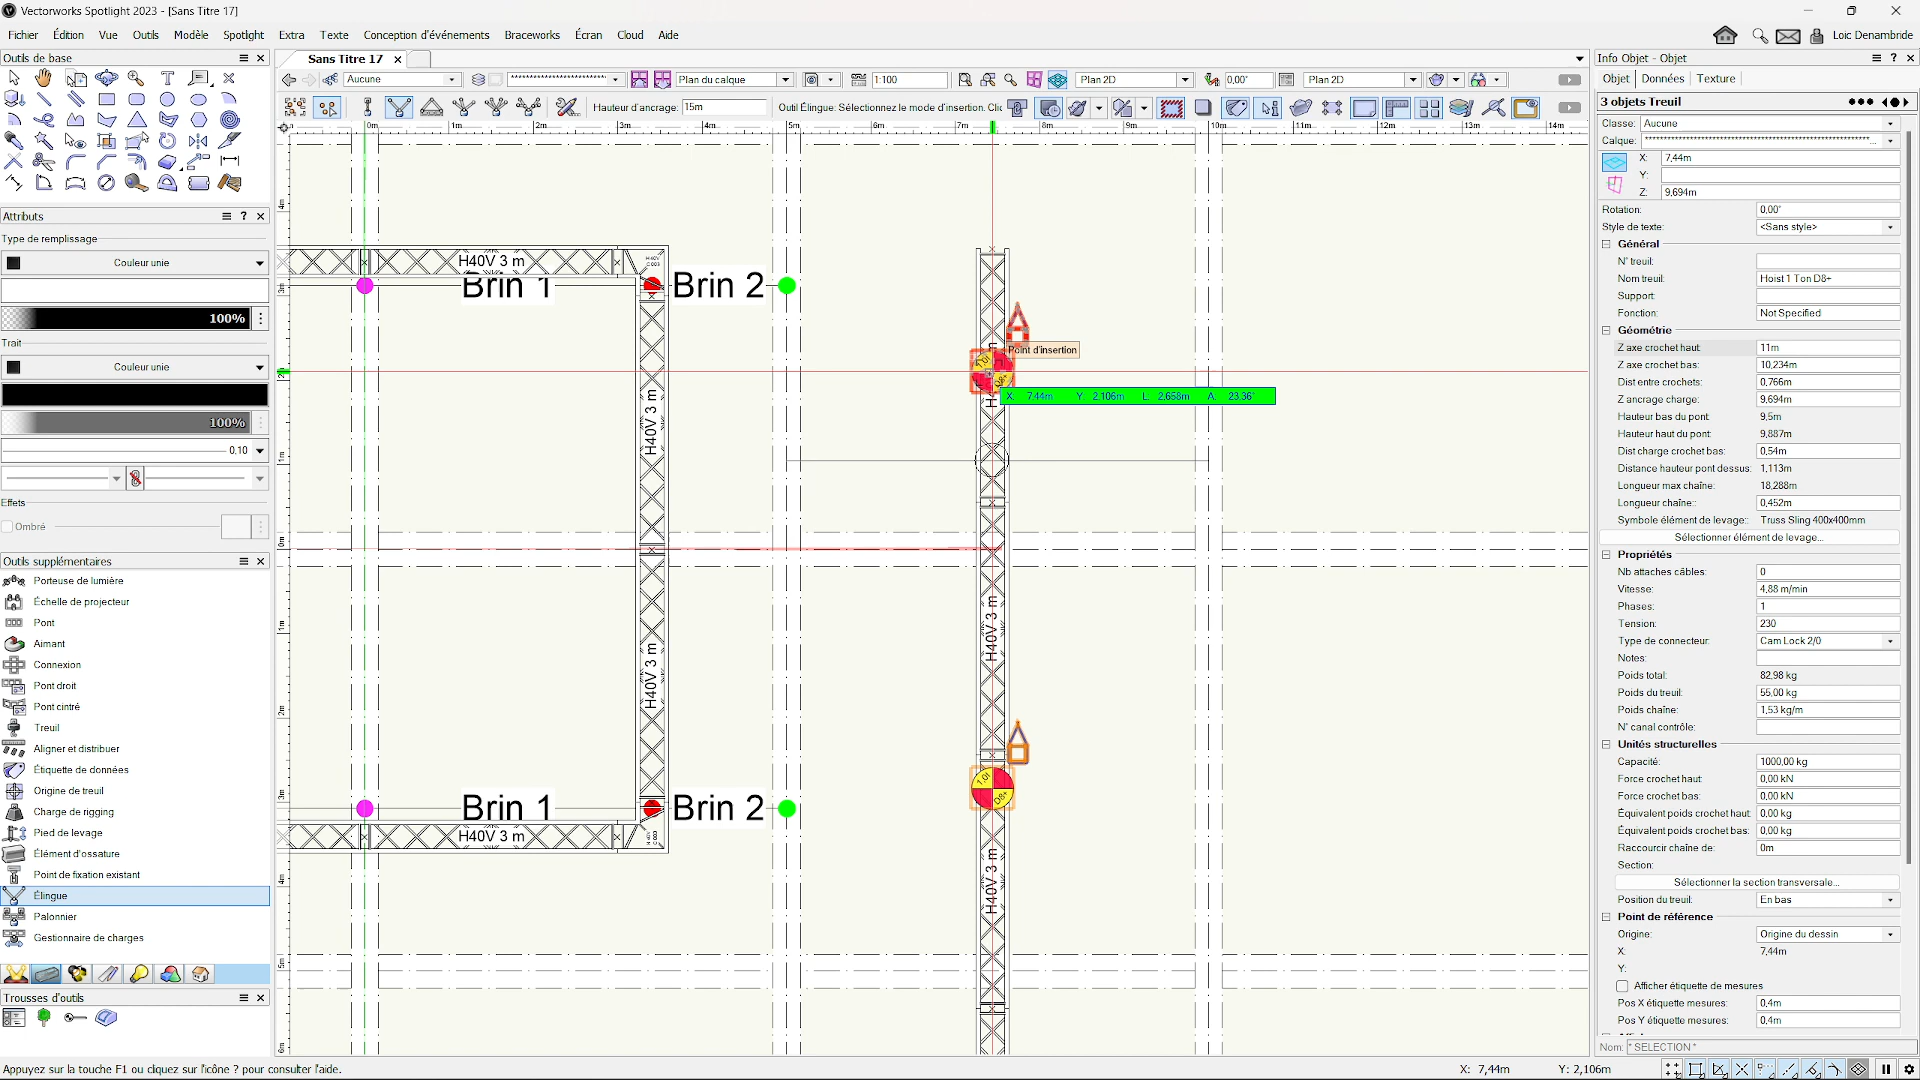 Vectorworks Spotlight 2023 - [Sans Titre 17]
Fichier Édition Vue Outils Modèle Spotlight Extra Texte Conception d'événements Braceworks Écran Cloud Aide
Loic Denambride
Outils de base
Sans Titre 17
Aucune
Plan du calque
1:100
Plan 2D
0,00°
Plan 2D
Hauteur d'ancrage: 15m
Outil Élingue: Sélectionnez le mode d'insertion. Clic
0m 1m 2m 3m 4m 5m 6m 7m 8m 9m 10m 11m 12m 13m 14m
Attributs
Type de remplissage
Couleur unie
100%
Trait
Couleur unie
100%
0,10
Effets
Ombré
Outils supplémentaires
Porteuse de lumière
Échelle de projecteur
Pont
Aimant
Connexion
Pont droit
Pont cintré
Treuil
Aligner et distribuer
Étiquette de données
Origine de treuil
Charge de rigging
Pied de levage
Élément d'ossature
Point de fixation existant
Élingue
Palonnier
Gestionnaire de charges
Trousses d'outils
H40V 3 m
Brin 1
Brin 2
H40V 3 m
H40V 3 m
Brin 1
Brin 2
H40V 3 m
Point d'insertion
X: 7,44m Y: 2,106m L: 2,658m A: 23,36°
H40V 3 m
1,0t
D8+
H40V 3 m
Info Objet - Objet
Objet Données Texture
3 objets Treuil
Classe: Aucune
Calque:
X: 7,44m
Y:
Z: 9,694m
Rotation: 0,00°
Style de texte: <Sans style>
Général
N° treuil:
Nom treuil: Hoist 1 Ton D8+
Support:
Fonction: Not Specified
Géométrie
Z axe crochet haut: 11m
Z axe crochet bas: 10,234m
Dist entre crochets: 0,766m
Z ancrage charge: 9,694m
Hauteur bas du pont: 9,5m
Hauteur haut du pont: 9,887m
Dist charge crochet bas: 0,54m
Distance hauteur pont dessus: 1,113m
Longueur max chaîne: 18,288m
Longueur chaîne:: 0,452m
Symbole élément de levage:: Truss Sling 400x400mm
Sélectionner élément de levage...
Propriétés
Nb attaches câbles: 0
Vitesse: 4,88 m/min
Phases: 1
Tension: 230
Type de connecteur: Cam Lock 2/0
Notes:
Poids total: 82,98 kg
Poids du treuil: 55,00 kg
Poids chaîne: 1,53 kg/m
N° canal contrôle:
Unités structurelles
Capacité: 1000,00 kg
Force crochet haut: 0,00 kN
Force crochet bas: 0,00 kN
Équivalent poids crochet haut: 0,00 kg
Équivalent poids crochet bas: 0,00 kg
Raccourcir chaîne de: 0m
Section:
Sélectionner la section transversale...
Position du treuil: En bas
Point de référence
Origine: Origine du dessin
X: 7,44m
Y:
Afficher étiquette de mesures
Pos X étiquette mesures: 0,4m
Pos Y étiquette mesures: 0,4m
Nom: * SELECTION *
Appuyez sur la touche F1 ou cliquez sur l'icône ? pour consulter l'aide.
X: 7,44m Y: 2,106m